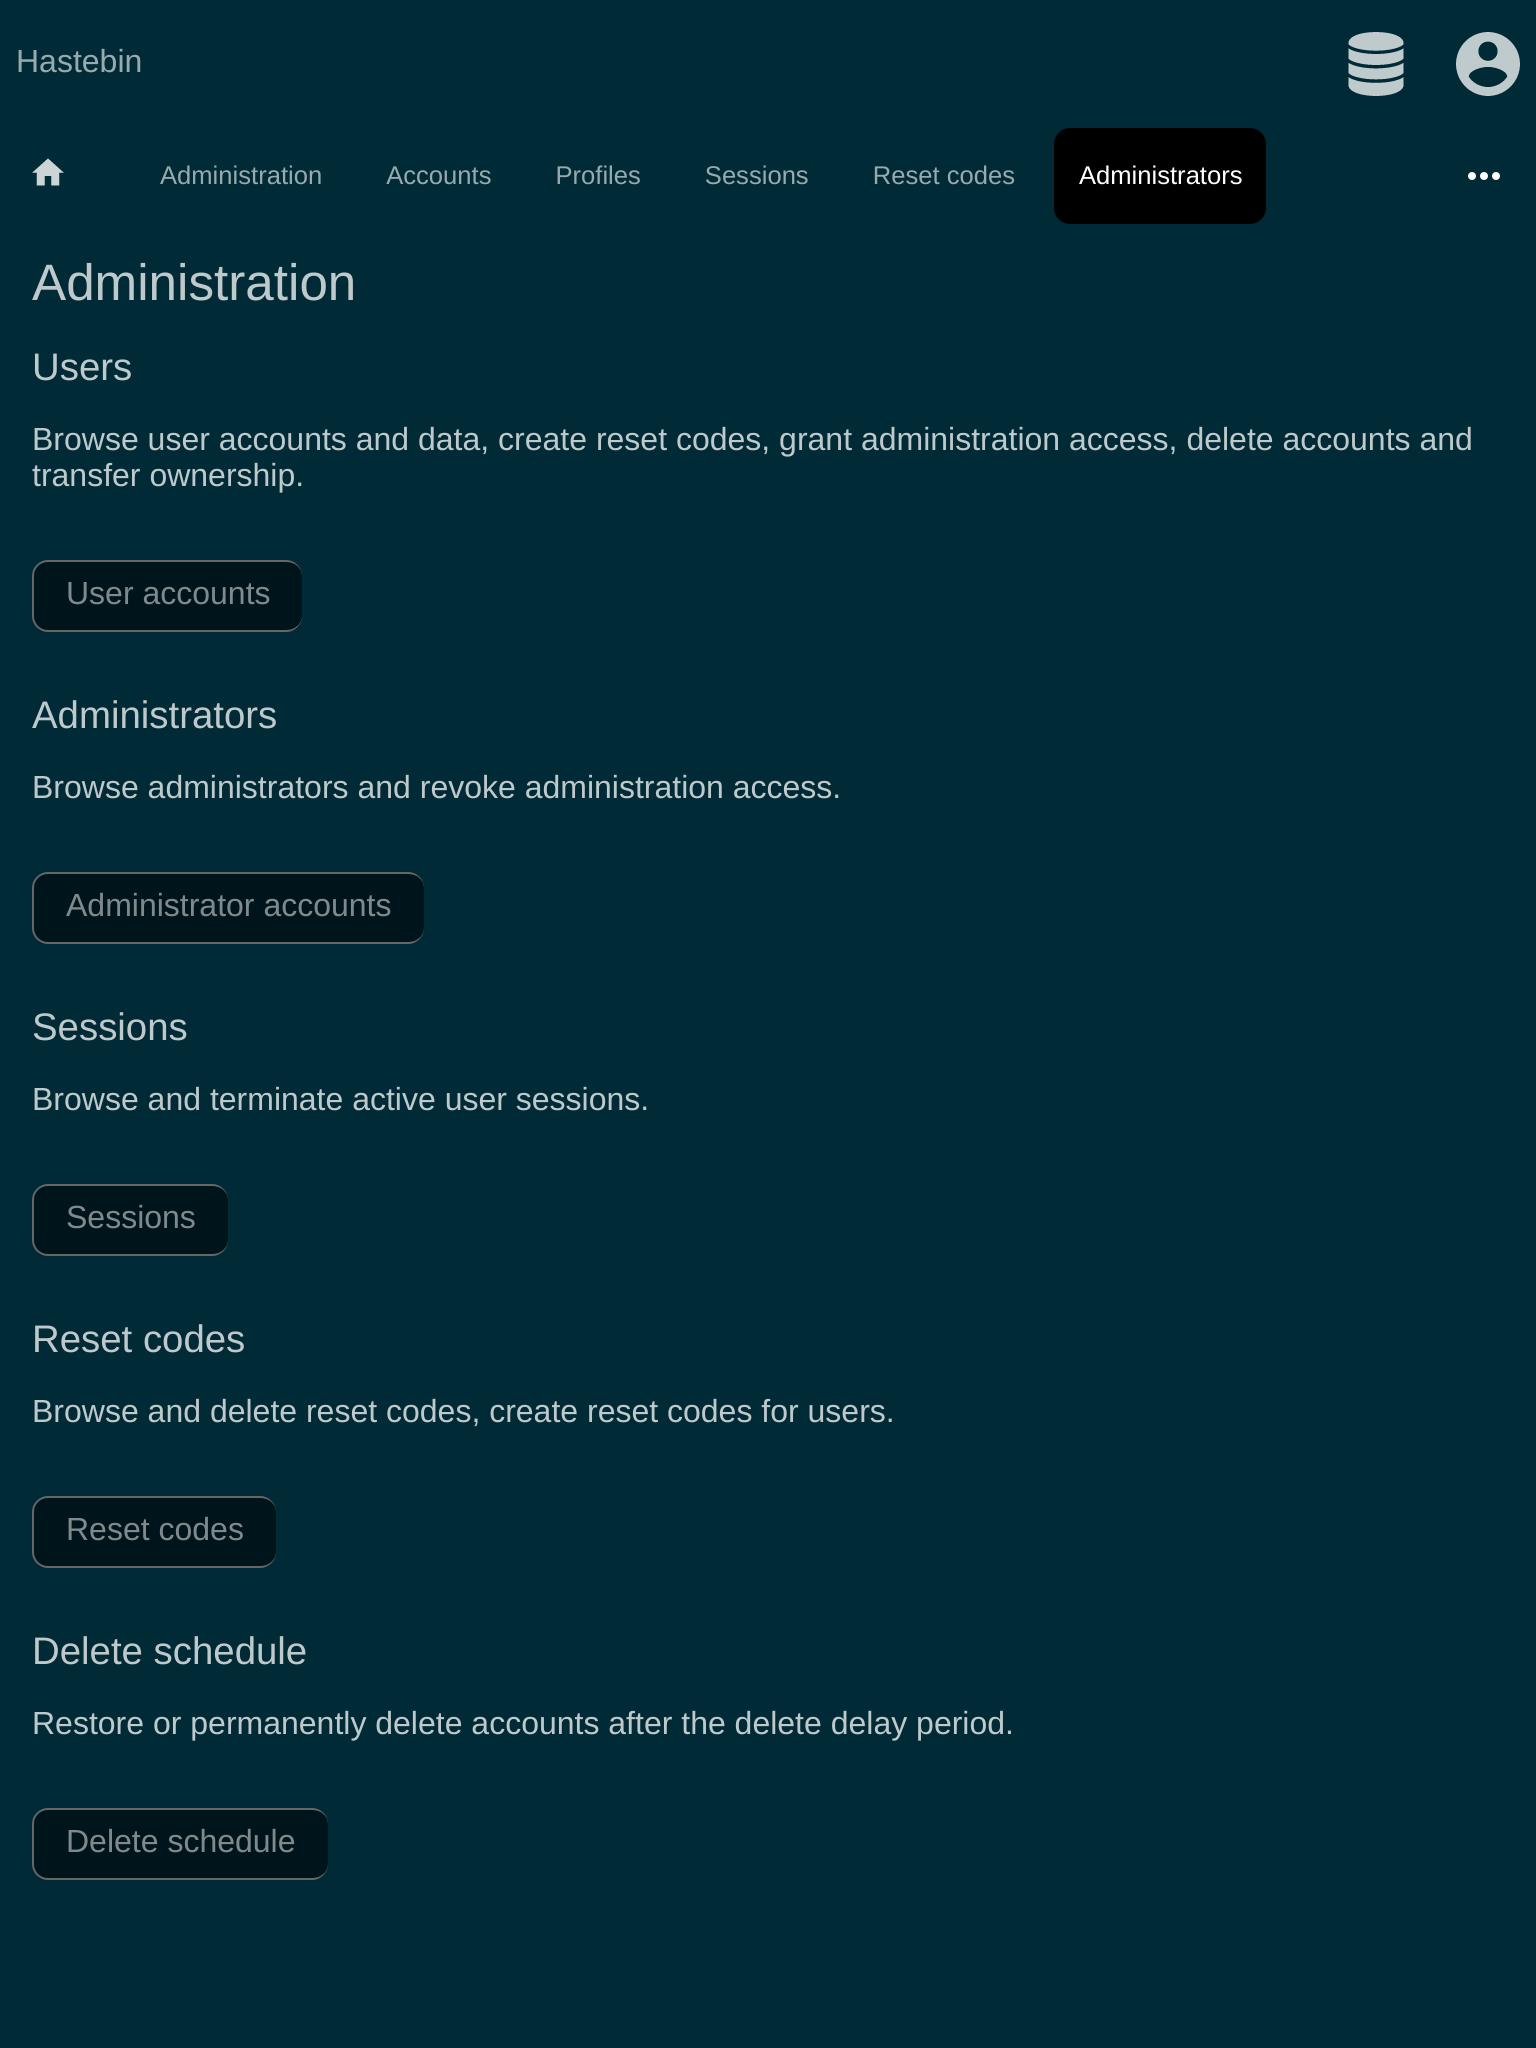 Hastebin
Administration
Accounts
Profiles
Sessions
Reset codes
Administrators
Administration
Users
Browse user accounts and data, create reset codes, grant administration access, delete accounts and
transfer ownership.
User accounts
Administrators
Browse administrators and revoke administration access.
Administrator accounts
Sessions
Browse and terminate active user sessions.
Sessions
Reset codes
Browse and delete reset codes, create reset codes for users.
Reset codes
Delete schedule
Restore or permanently delete accounts after the delete delay period.
Delete schedule